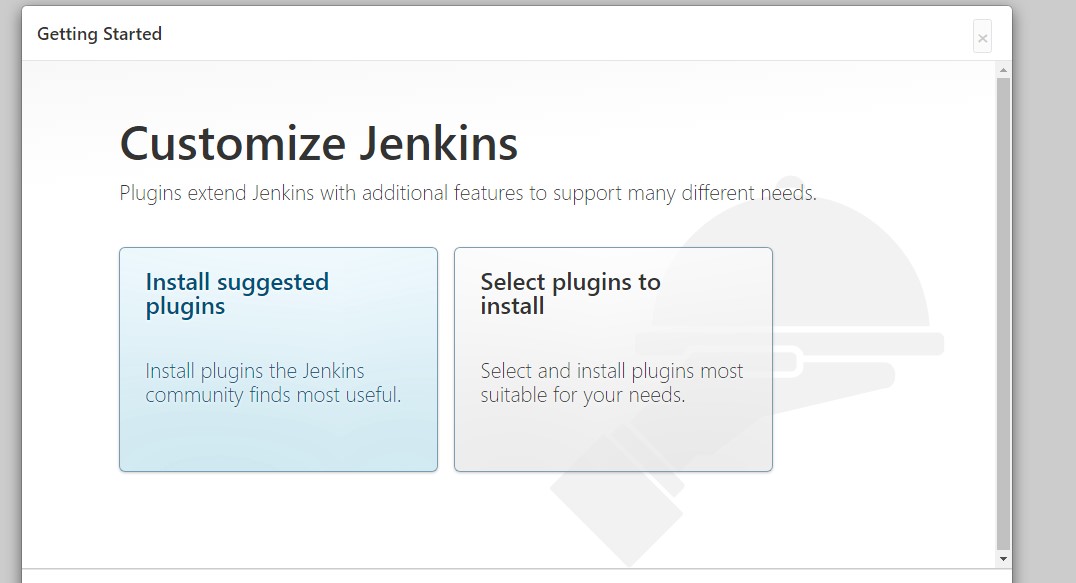 Getting Started
×
Customize Jenkins
Plugins extend Jenkins with additional features to support many different needs.
Install suggested
plugins
Install plugins the Jenkins
community finds most useful.
Select plugins to
install
Select and install plugins most
suitable for your needs.